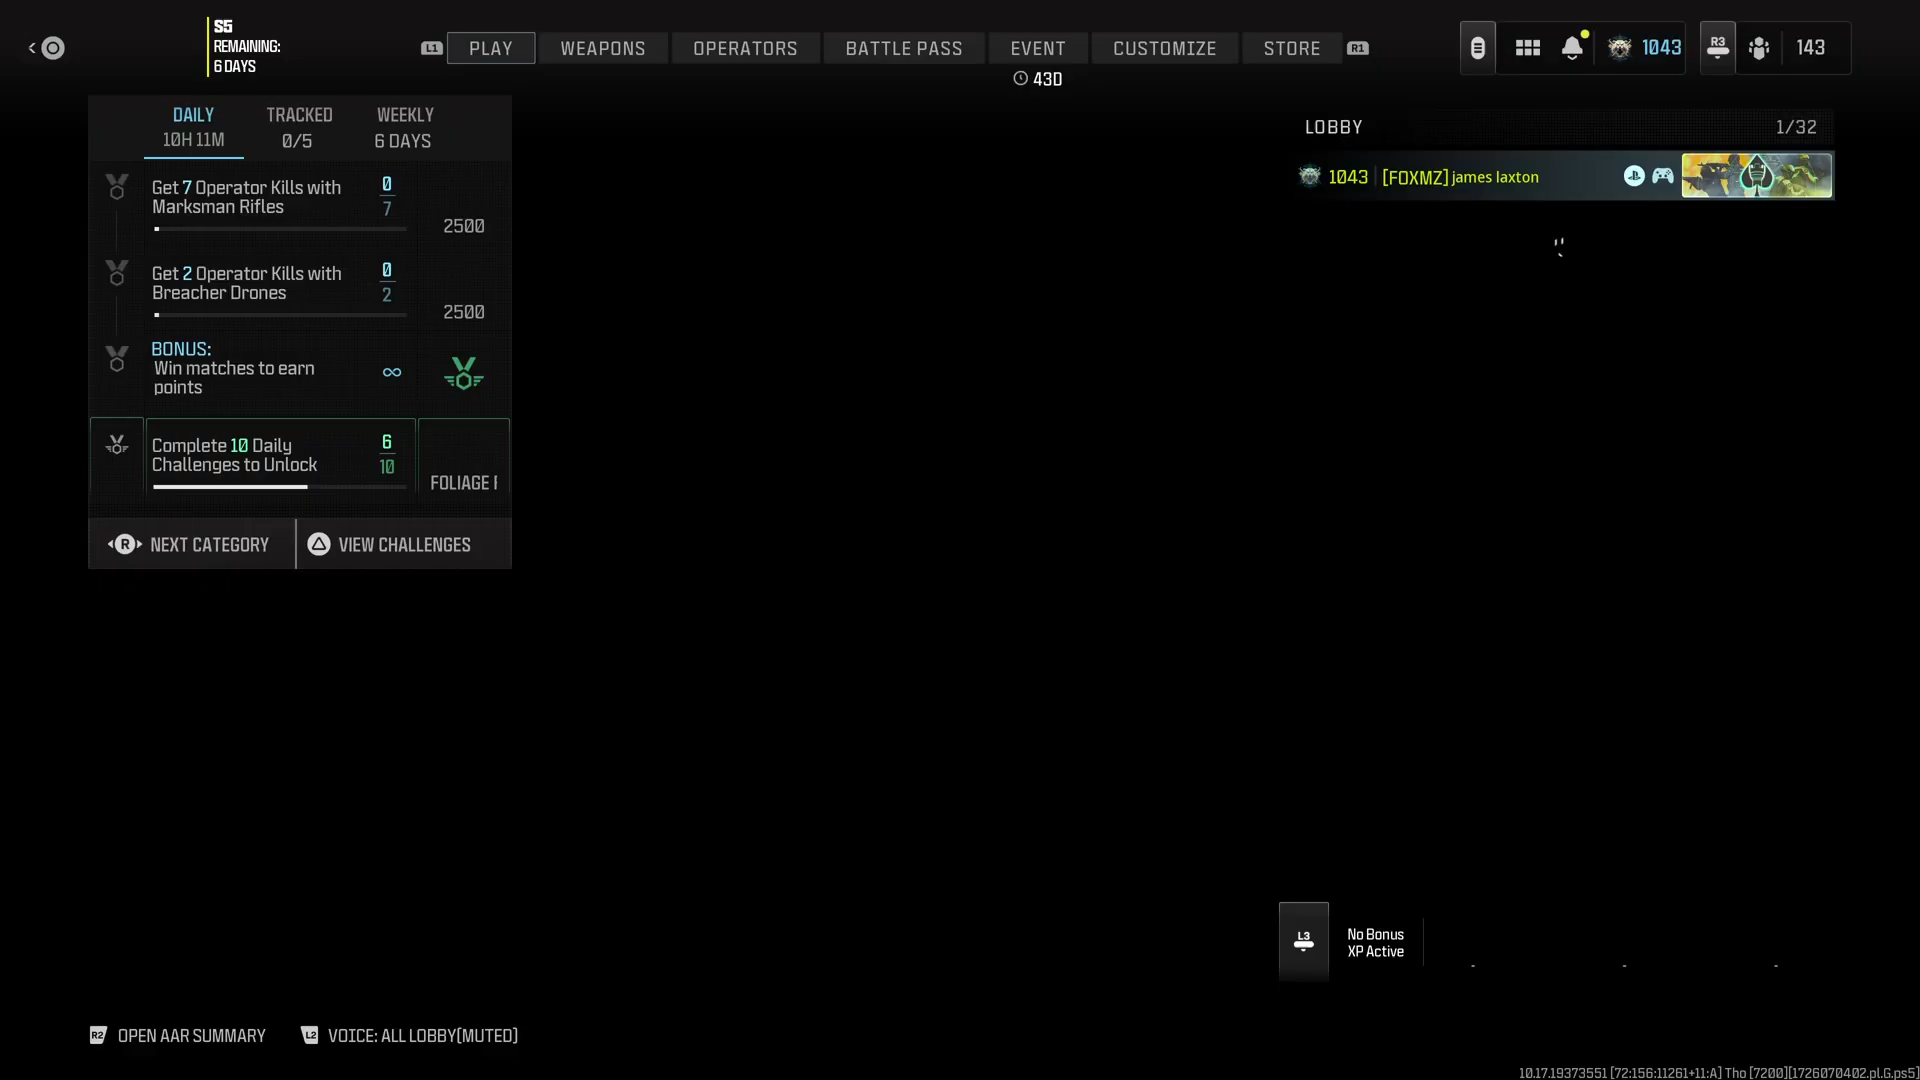 S5
REMAINING:
6 DAYS
L1
PLAY
WEAPONS
OPERATORS
BATTLE PASS
EVENT
CUSTOMIZE
STORE
R1
43D
1043
R3
143
DAILY
10H 11M
TRACKED
0/5
WEEKLY
6 DAYS
Get 7 Operator Kills with
Marksman Rifles
0
7
2500
Get 2 Operator Kills with
Breacher Drones
0
2
2500
BONUS:
Win matches to earn
points
∞
Complete 10 Daily
Challenges to Unlock
6
10
FOLIAGE F
R NEXT CATEGORY
VIEW CHALLENGES
LOBBY
1/32
1043 [FOXMZ] james laxton
L3
No Bonus
XP Active
- - -
R2 OPEN AAR SUMMARY
L2 VOICE: ALL LOBBY(MUTED)
10.17.19373551 [72:156:11261+11:A] Tho [7200][1726070402.pl.G.ps5]